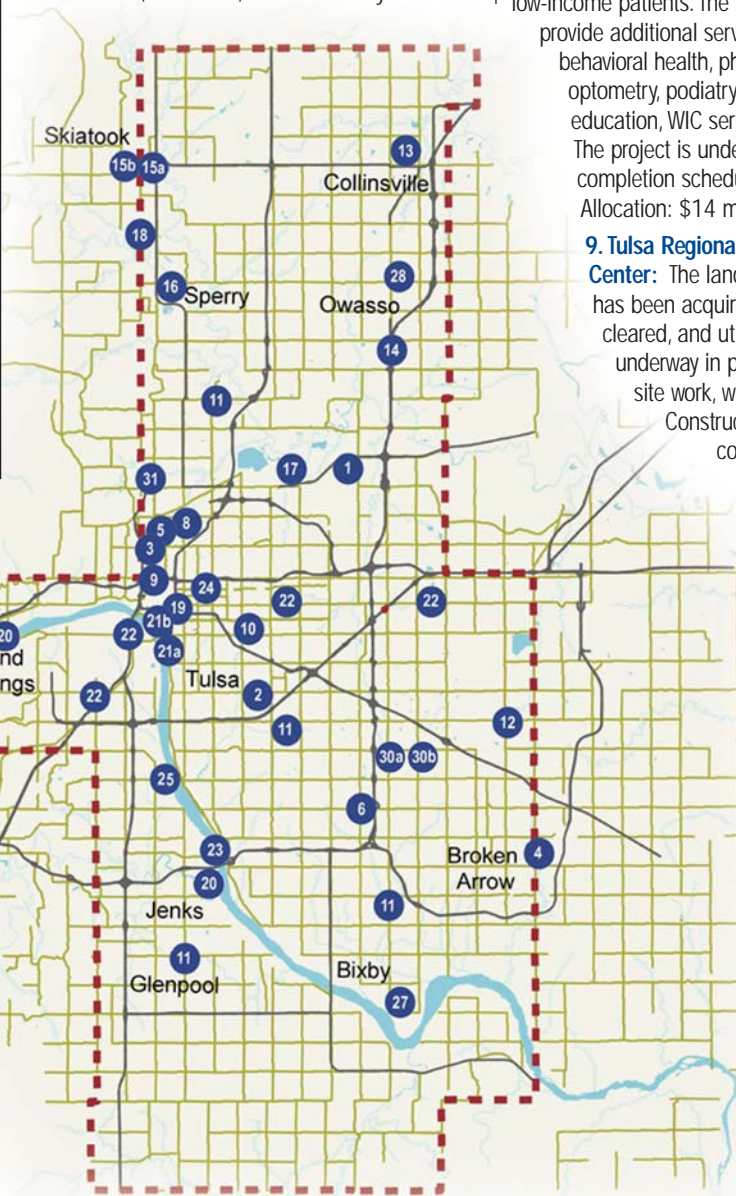 low-income patients. The
provide additional serv
behavioral health, ph
optometry, podiatry
education, WIC ser
The project is unde
completion schedu
Allocation: $14 m
9. Tulsa Regiona
Center: The land
has been acquir
cleared, and ut
underway in p
site work, w
Construc
co
Skiatook
15b
15a
13
Collinsville
18
16
Sperry
28
Owasso
14
11
31
17
1
5
8
3
9
24
22
22
19
21b
10
20
22
21a
nd
ngs
Tulsa
2
22
11
12
30a
30b
25
6
23
Broken
Arrow
4
20
Jenks
11
11
Glenpool
Bixby
27